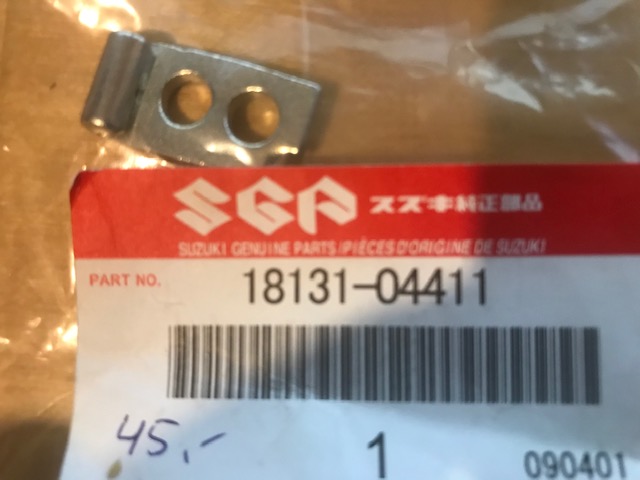 SGP スズキ純正部品
SUZUKI GENUINE PARTS/PIÈCES D'ORIGINE DE SUZUKI
PART NO. 18131-04411
45,-
1
090401